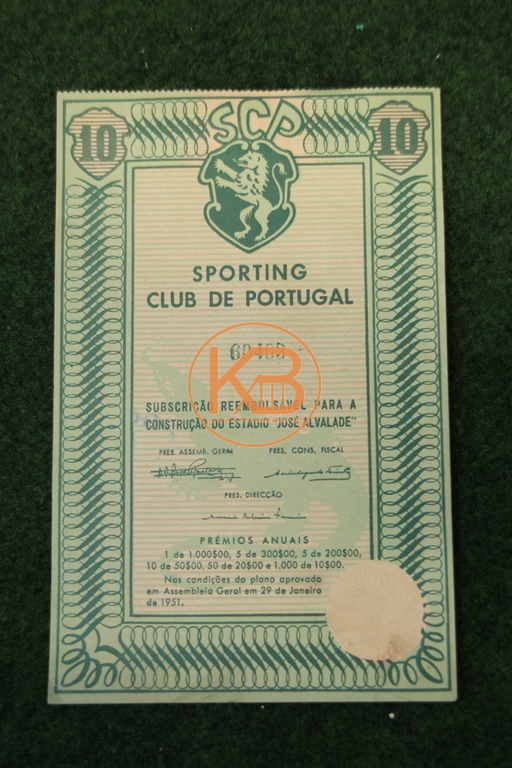 SCP
10 10
SPORTING
CLUB DE PORTUGAL
KB
SUBSCRIÇÃO REEMBOLSÁVEL PARA A
CONSTRUÇÃO DO ESTADIO "JOSÉ ALVALADE"
PRES. ASSEMB. GERAL PRES. CONS. FISCAL
PRES. DIRECÇÃO
PRÉMIOS ANUAIS
1 de 1.000$00, 5 de 300$00, 5 de 200$00,
10 de 50$00, 50 de 20$00 e 1.000 de 10$00.
Nas condições do plano aprovado
em Assembleia Geral em 29 de Janeiro
de 1951.